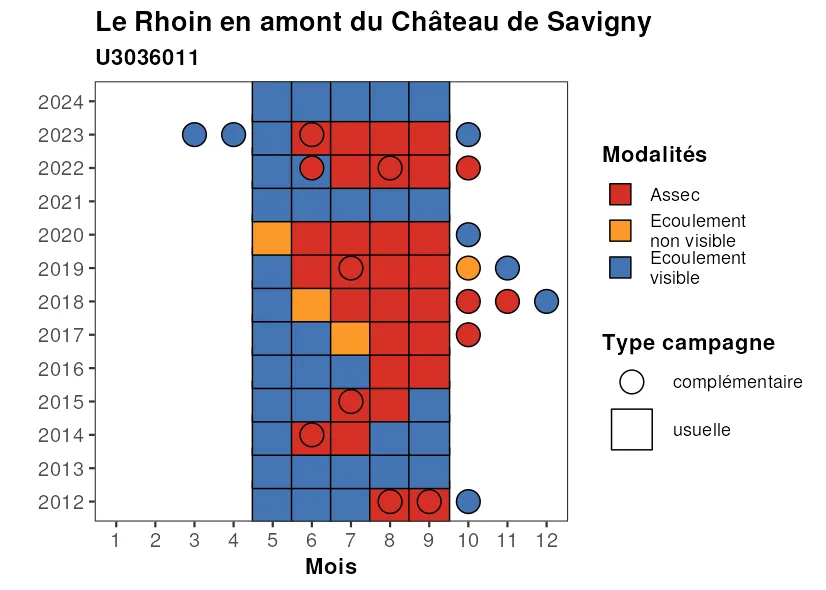 Le Rhoin en amont du Château de Savigny
U3036011
2024
2023
2022
2021
2020
2019
2018
2017
2016
2015
2014
2013
2012
1 2 3 4 5 6 7 8 9 10 11 12
Mois
Modalités
Assec
Ecoulement
non visible
Ecoulement
visible
Type campagne
complémentaire
usuelle